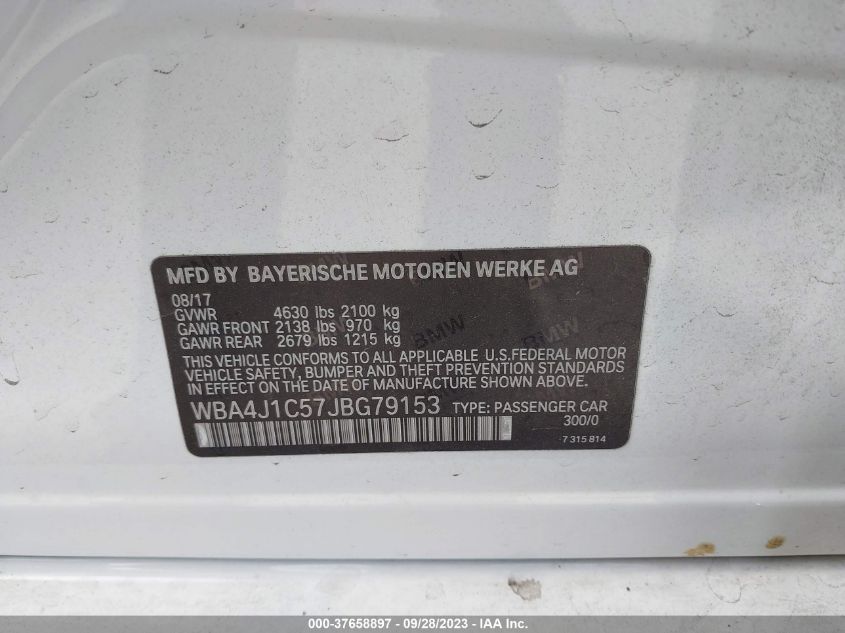 MFD BY BAYERISCHE MOTOREN WERKE AG
08/17
GVWR 4630 lbs 2100 kg
GAWR FRONT 2138 lbs 970 kg
GAWR REAR 2679 lbs 1215 kg
THIS VEHICLE CONFORMS TO ALL APPLICABLE U.S.FEDERAL MOTOR
VEHICLE SAFETY, BUMPER AND THEFT PREVENTION STANDARDS
IN EFFECT ON THE DATE OF MANUFACTURE SHOWN ABOVE.
WBA4J1C57JBG79153 TYPE: PASSENGER CAR
300/0
7 315 814
000-37658897 - 09/28/2023 - IAA Inc.